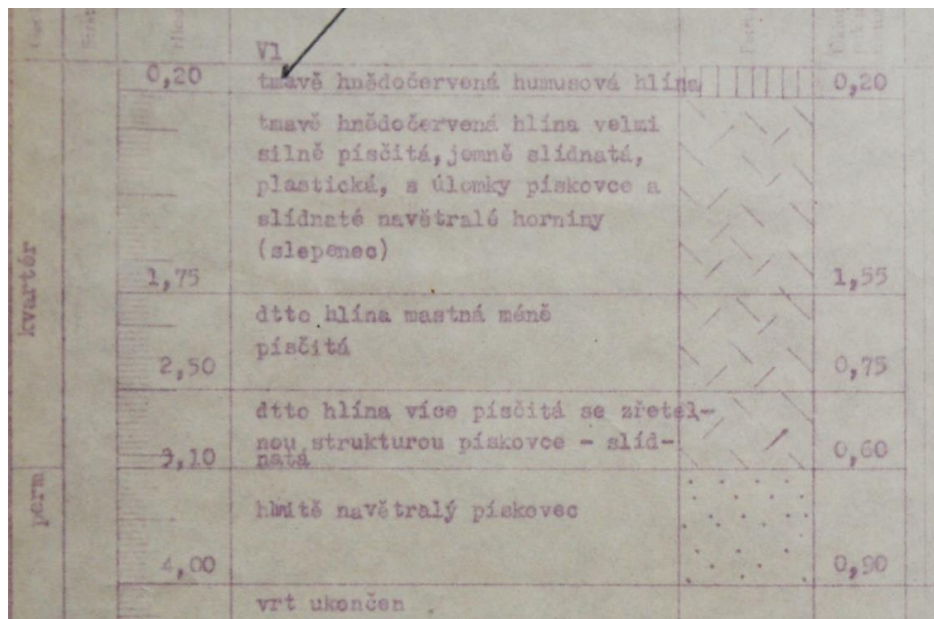 V1
0,20 tmavě hnědočervená humusová hlína 0,20
tmavě hnědočervená hlína velmi
silně písčitá, jemně slídnatá,
plastická, s úlomky pískovce a
slídnaté navětralé horniny
(slepenec)
1,75 1,55
dtto hlína mastná méně
písčitá
2,50 0,75
dtto hlína více písčitá se zřetel-
nou strukturou pískovce - slíd-
natá
3,10 0,60
kvartér
hmitě navětralý pískovec
perm
4,00 0,90
vrt ukončen